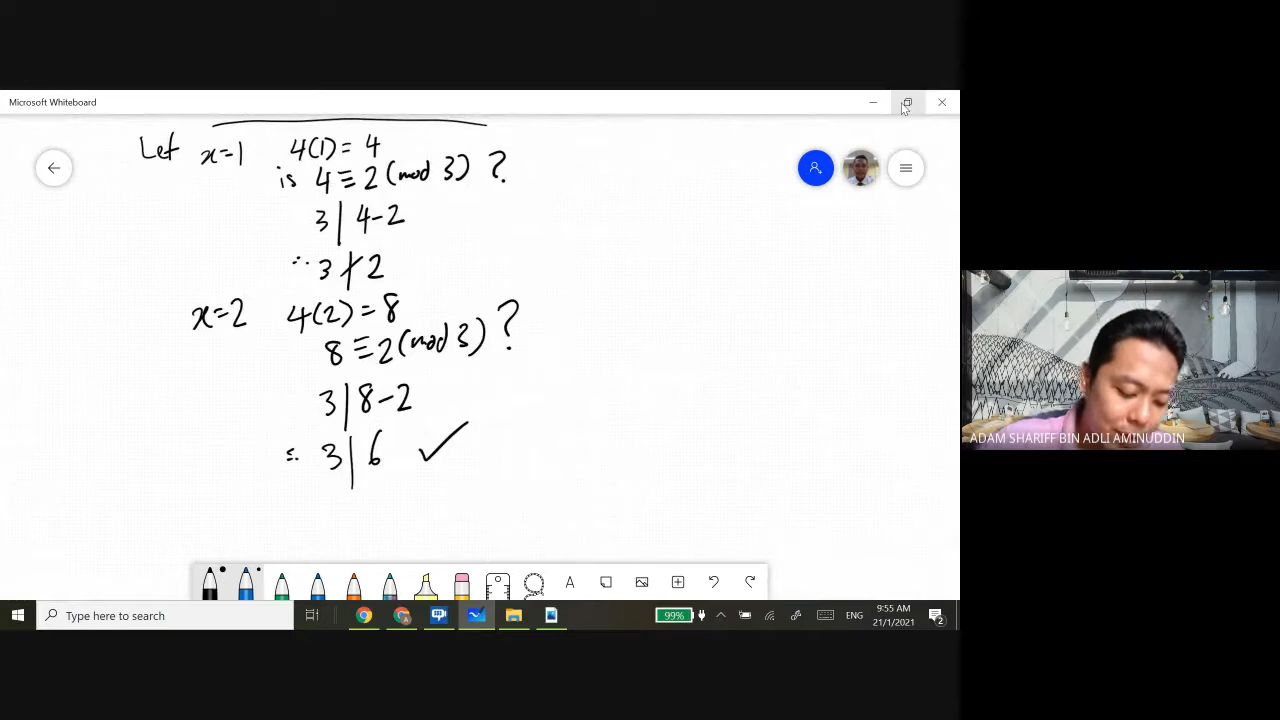 Microsoft Whiteboard
Let x=1 4(1) = 4
is 4 ≡ 2 (mod 3) ?
3 | 4-2
∴ 3 ∤ 2
x=2 4(2) = 8
8 ≡ 2 (mod 3) ?
3 | 8-2
∴ 3 | 6 ✓
ADAM SHARIFF BIN ADLI AMINUDDIN
A
Type here to search
99%
ENG
9:55 AM
21/1/2021
2